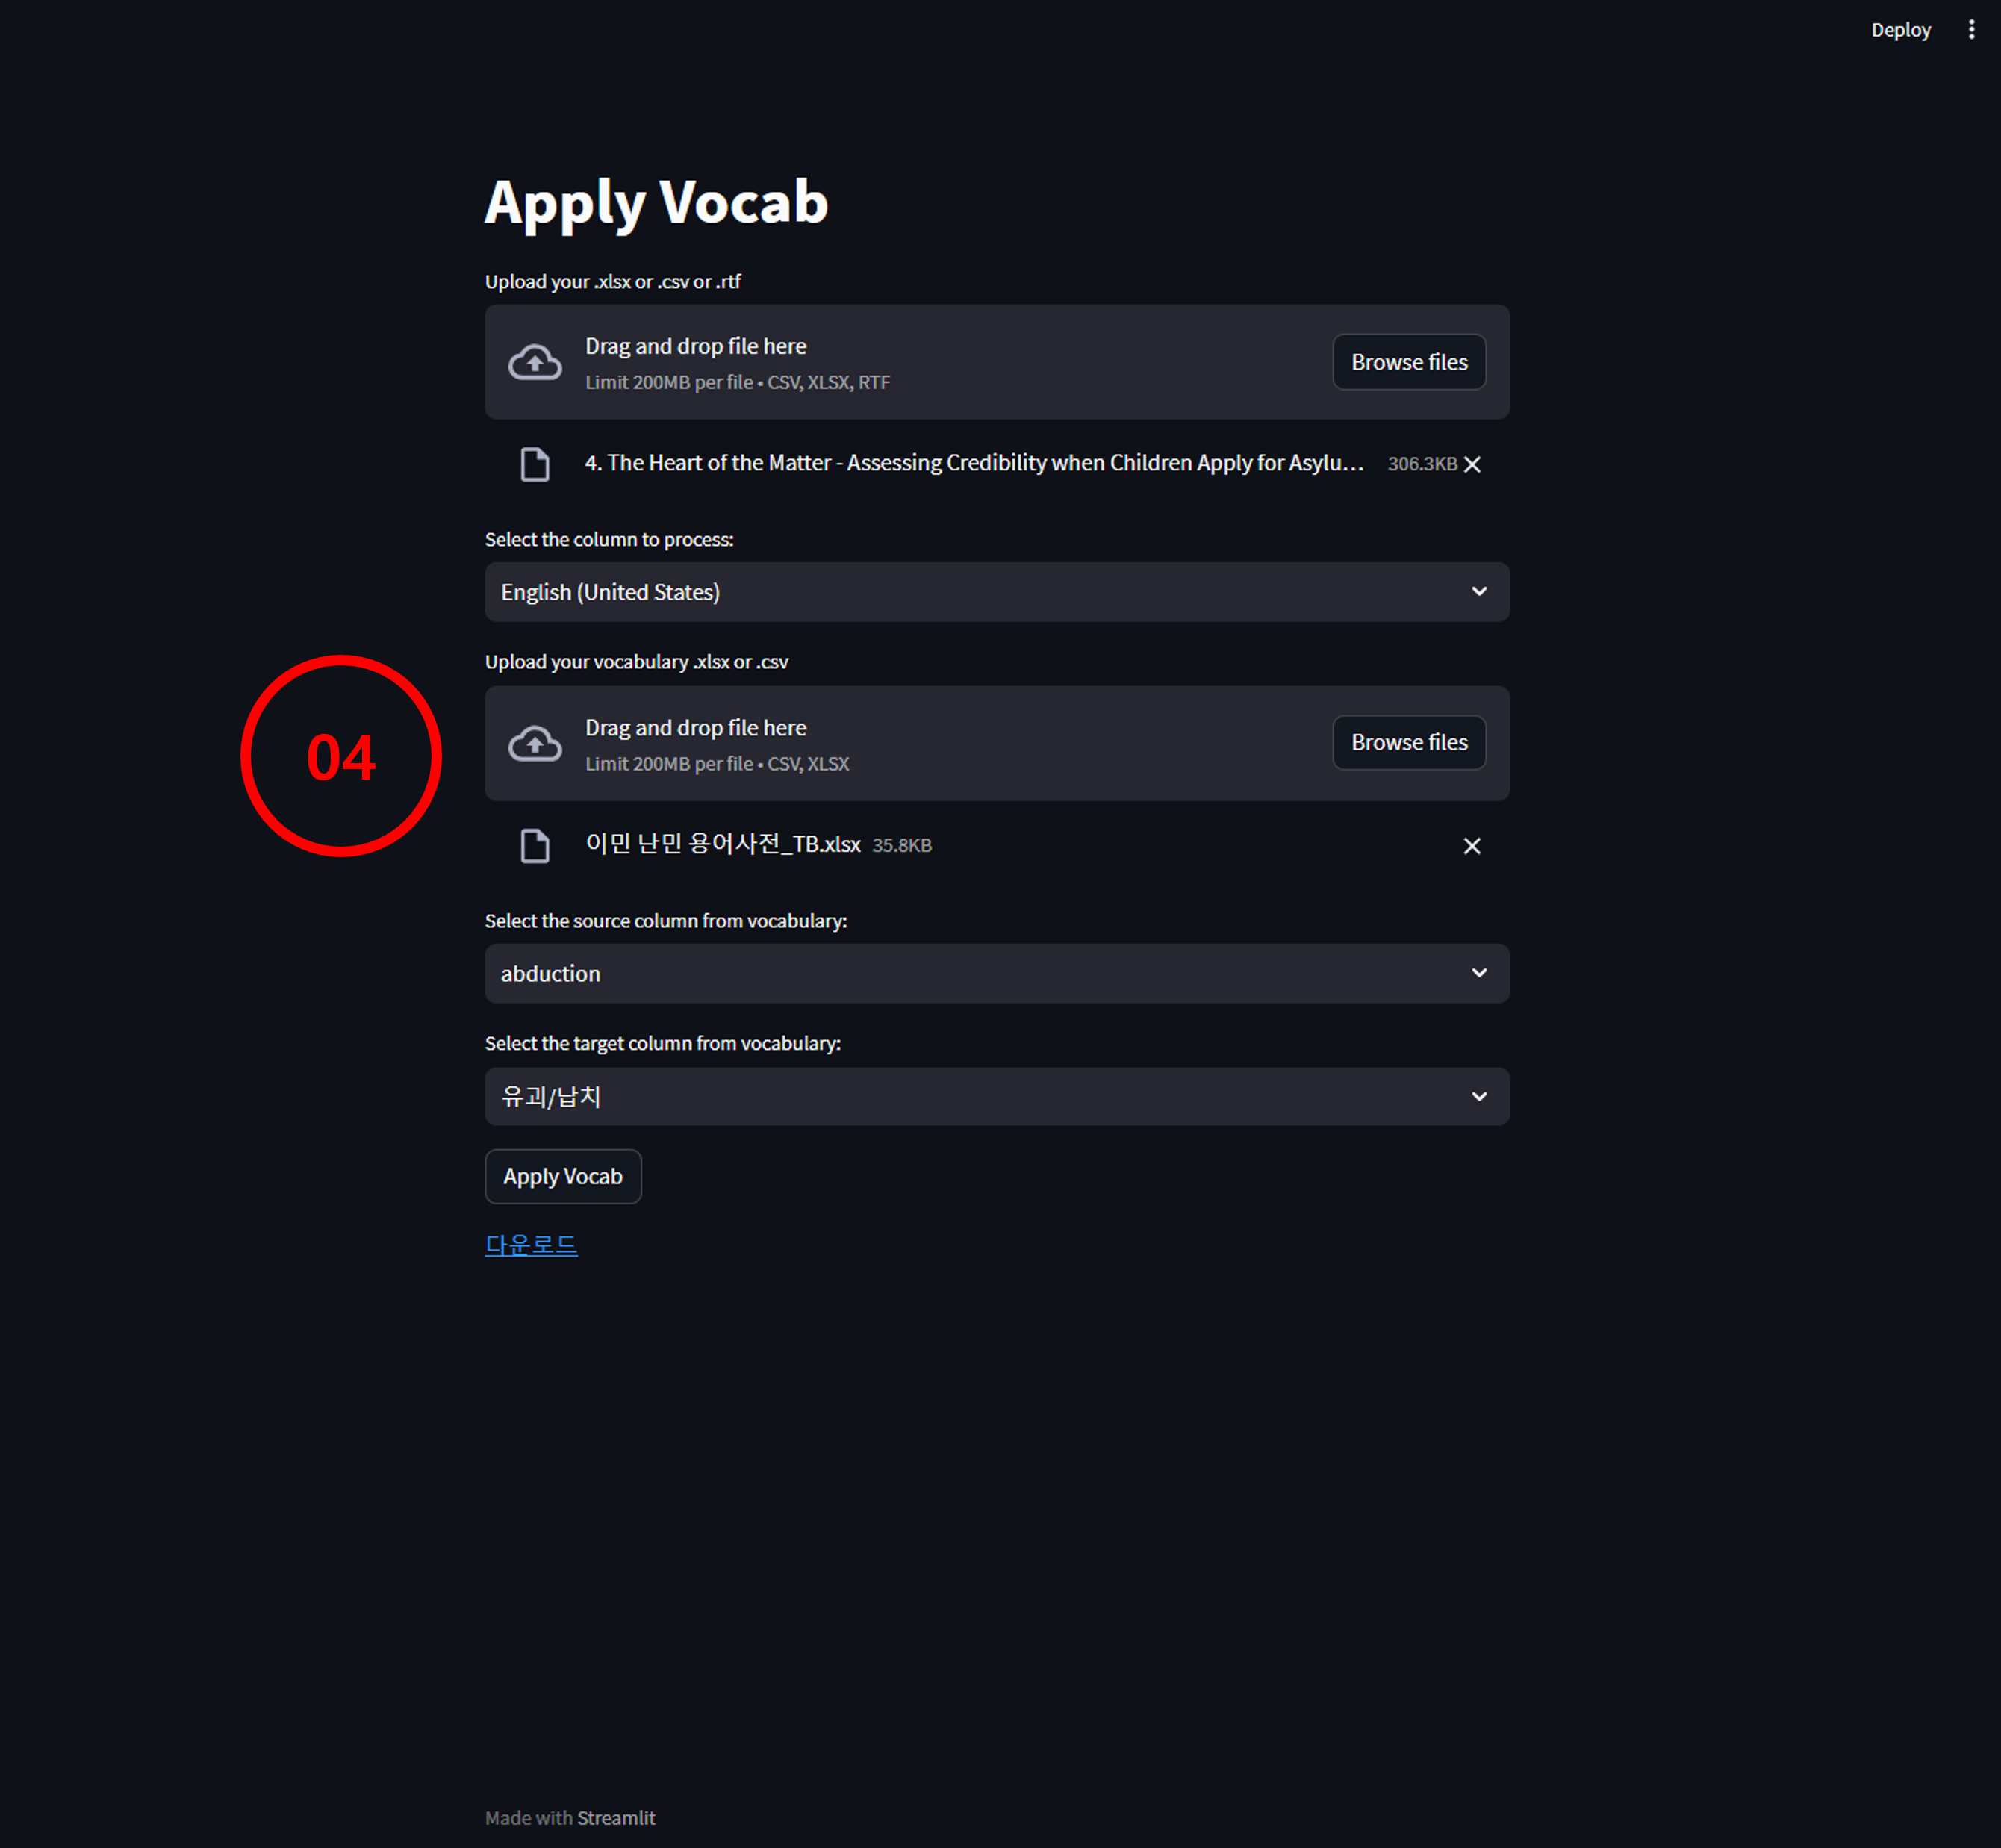 Deploy
Apply Vocab
Upload your .xlsx or .csv or .rtf
Drag and drop file here
Limit 200MB per file • CSV, XLSX, RTF
Browse files
4. The Heart of the Matter - Assessing Credibility when Children Apply for Asylu... 306.3KB
Select the column to process:
English (United States)
Upload your vocabulary .xlsx or .csv
04
Drag and drop file here
Limit 200MB per file • CSV, XLSX
Browse files
이민 난민 용어사전_TB.xlsx 35.8KB
Select the source column from vocabulary:
abduction
Select the target column from vocabulary:
유괴/납치
Apply Vocab
다운로드
Made with Streamlit